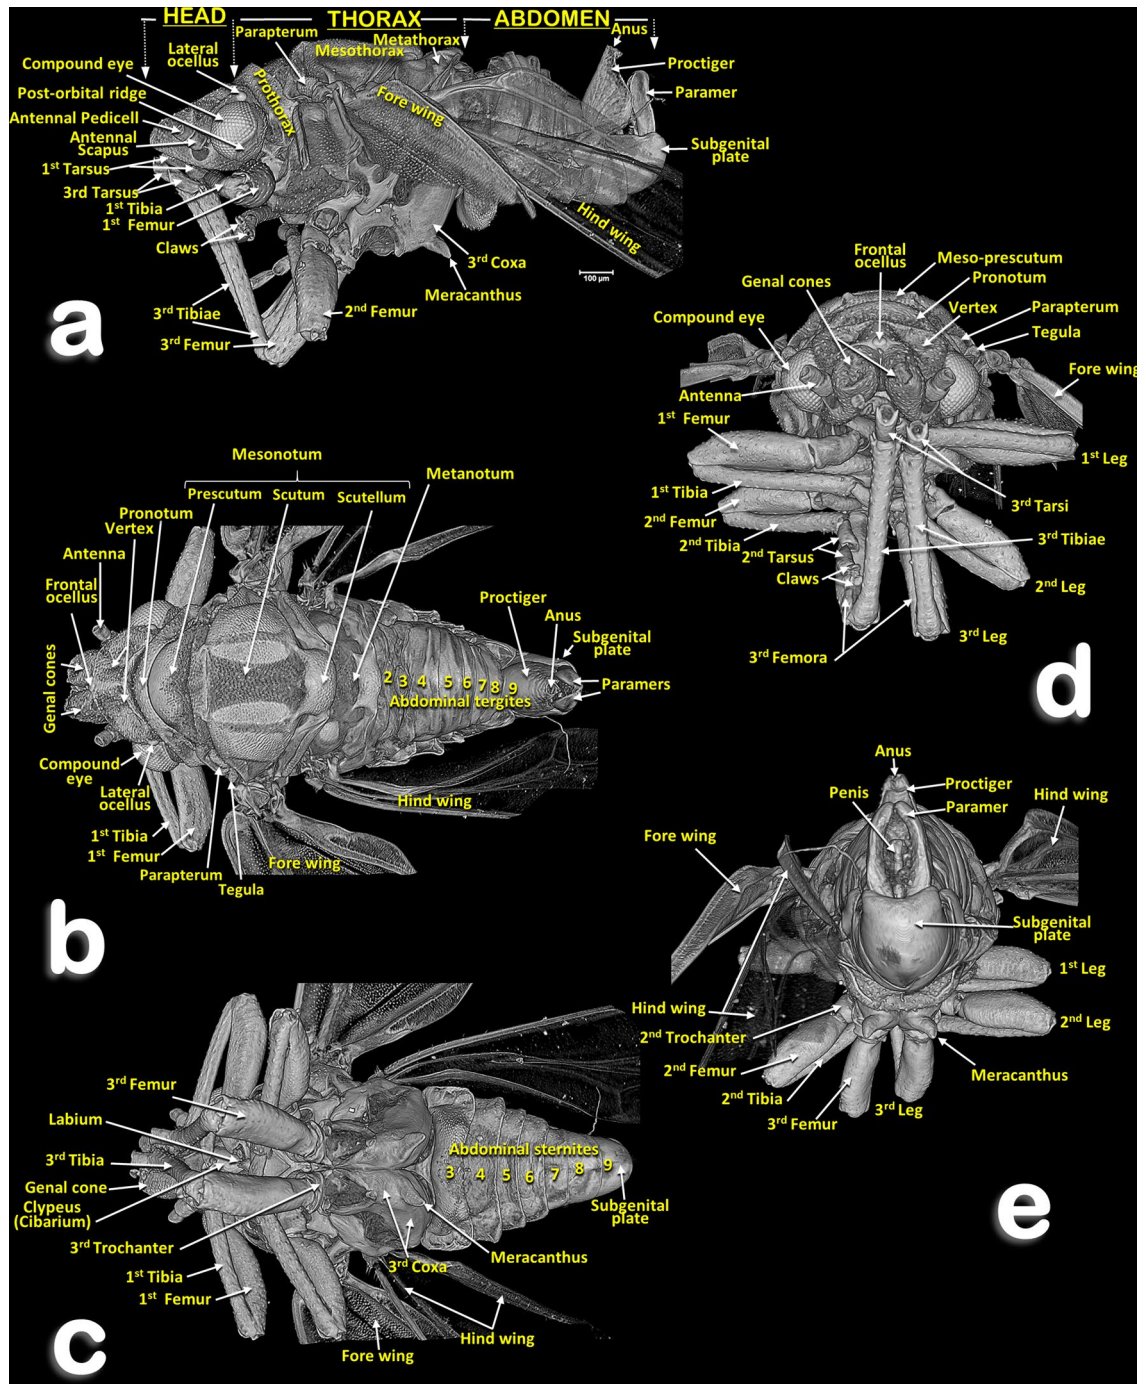 HEAD
THORAX
ABDOMEN
Parapterum
Metathorax
Mesothorax
Anus
Lateral
ocellus
Compound eye
Proctiger
Post-orbital ridge
Prothorax
Fore wing
Paramer
Antennal Pedicell
Antennal
Scapus
Subgenital
plate
1st Tarsus
3rd Tarsus
1st Tibia
1st Femur
Hind wing
Claws
3rd Coxa
100 µm
Meracanthus
3rd Tibiae
2nd Femur
3rd Femur
a
Frontal
ocellus
Meso-prescutum
Genal cones
Pronotum
Vertex
Parapterum
Compound eye
Tegula
Fore wing
Antenna
1st Femur
1st Leg
1st Tibia
3rd Tarsi
2nd Femur
2nd Tibia
3rd Tibiae
2nd Tarsus
Claws
2nd Leg
3rd Leg
3rd Femora
d
Mesonotum
Metanotum
Prescutum
Scutum
Scutellum
Pronotum
Vertex
Antenna
Frontal
ocellus
Proctiger
Anus
Subgenital
plate
Genal cones
2 3 4 5 6 7 8 9
Abdominal tergites
Paramers
Compound
eye
Lateral
ocellus
Hind wing
1st Tibia
1st Femur
Fore wing
Parapterum
Tegula
b
Anus
Penis
Proctiger
Paramer
Hind wing
Fore wing
Subgenital
plate
1st Leg
Hind wing
2nd Trochanter
2nd Leg
2nd Femur
Meracanthus
2nd Tibia
3rd Leg
3rd Femur
e
3rd Femur
Labium
Abdominal sternites
3rd Tibia
3 4 5 6 7 8 9
Genal cone
Clypeus
(Cibarium)
Subgenital
plate
3rd Trochanter
Meracanthus
3rd Coxa
1st Tibia
1st Femur
Hind wing
Fore wing
c